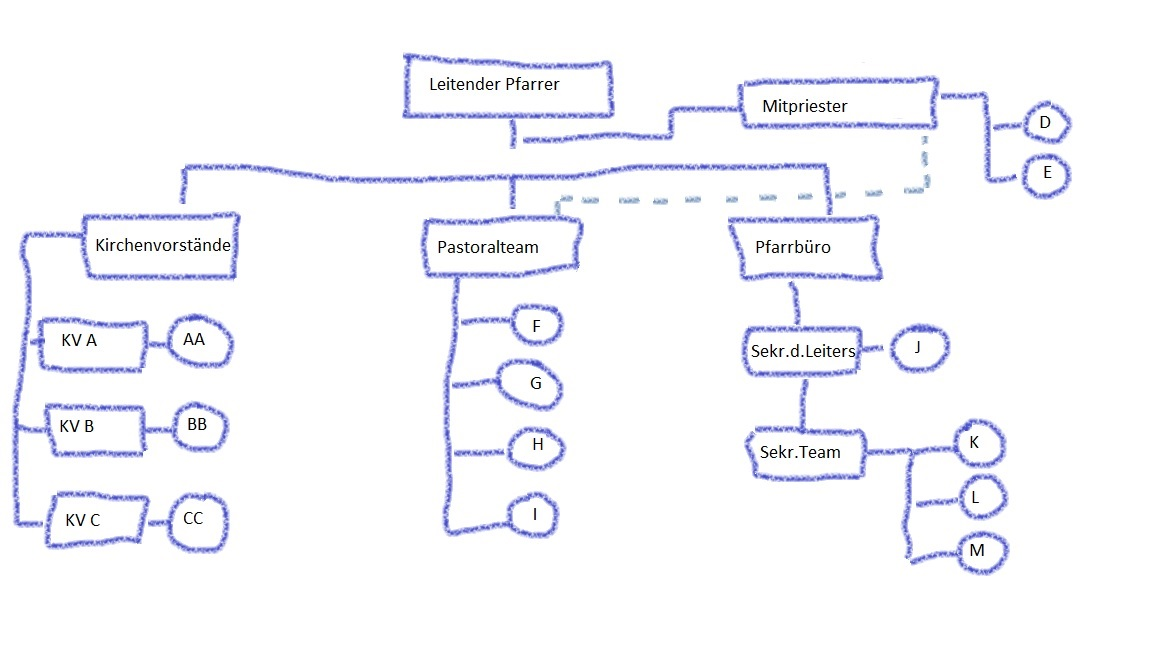 Leitender Pfarrer
Mitpriester
D
E
Kirchenvorstände
Pastoralteam
Pfarrbüro
KV A
AA
KV B
BB
KV C
CC
F
G
H
I
Sekr.d.Leiters
J
Sekr.Team
K
L
M